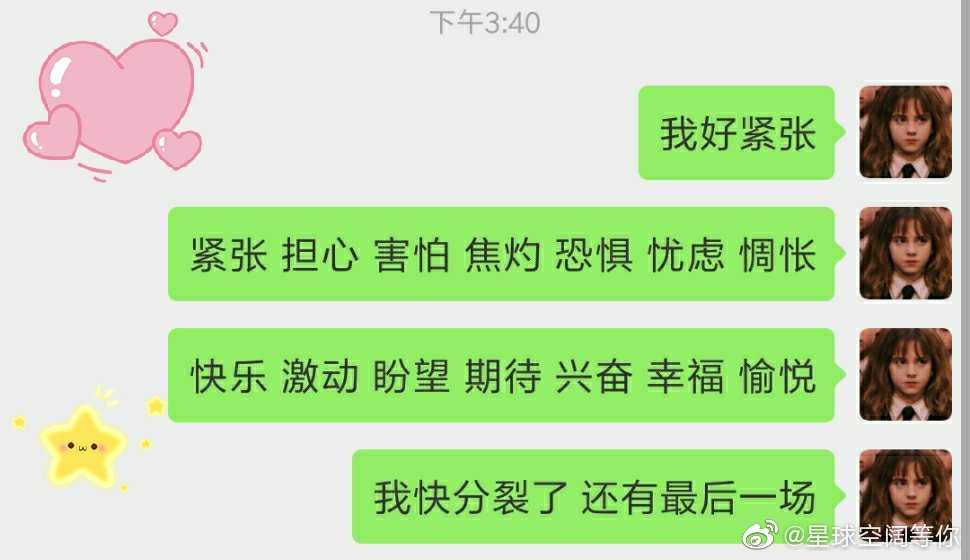 下午3:40
我好紧张
紧张 担心 害怕 焦灼 恐惧 忧虑 惆怅
快乐 激动 盼望 期待 兴奋 幸福 愉悦
我快分裂了 还有最后一场
@星球空阔等你